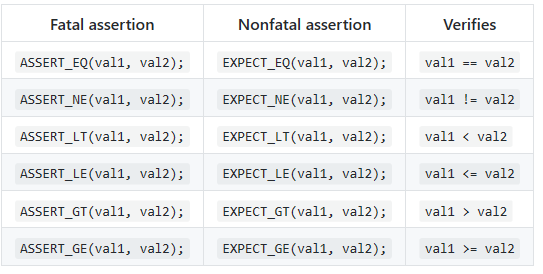 Fatal assertion Nonfatal assertion Verifies
ASSERT_EQ(val1, val2); EXPECT_EQ(val1, val2); val1 == val2
ASSERT_NE(val1, val2); EXPECT_NE(val1, val2); val1 != val2
ASSERT_LT(val1, val2); EXPECT_LT(val1, val2); val1 < val2
ASSERT_LE(val1, val2); EXPECT_LE(val1, val2); val1 <= val2
ASSERT_GT(val1, val2); EXPECT_GT(val1, val2); val1 > val2
ASSERT_GE(val1, val2); EXPECT_GE(val1, val2); val1 >= val2